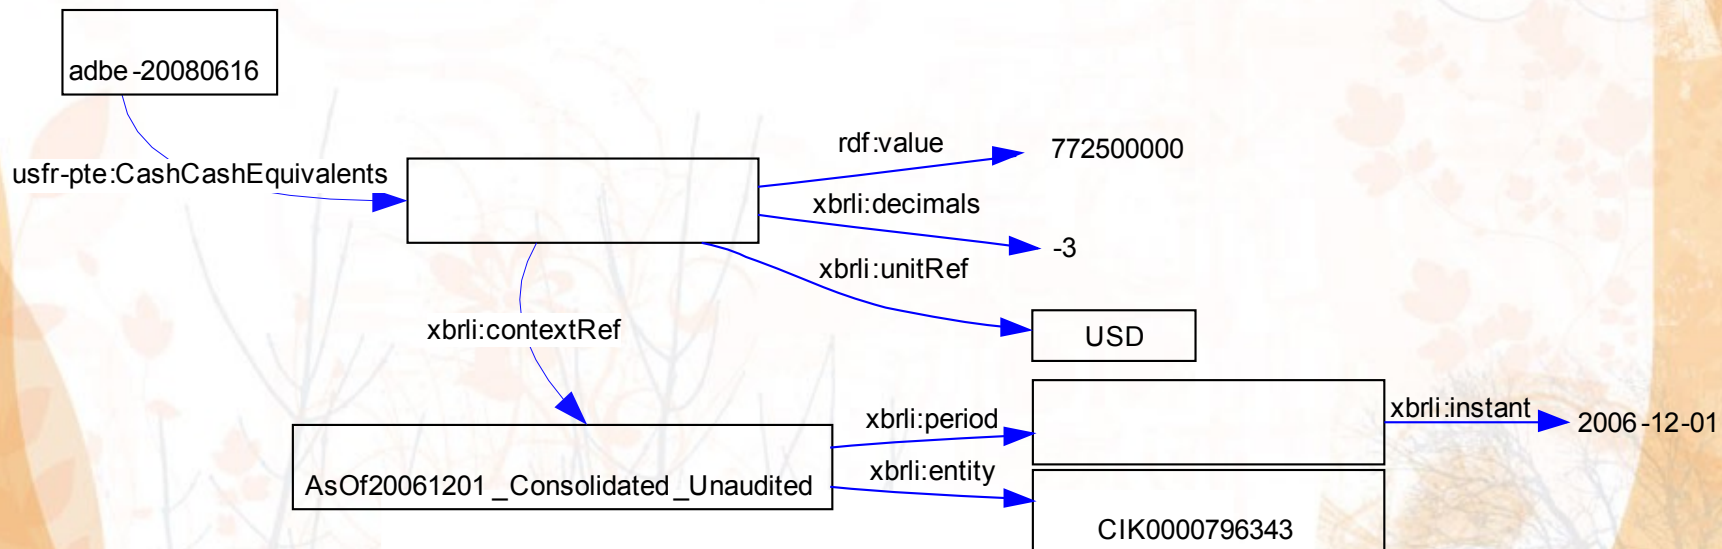 adbe-20080616
usfr-pte:CashCashEquivalents
rdf:value
772500000
xbrli:decimals
-3
xbrli:unitRef
USD
xbrli:contextRef
AsOf20061201_Consolidated_Unaudited
xbrli:period
xbrli:instant
2006-12-01
xbrli:entity
CIK0000796343